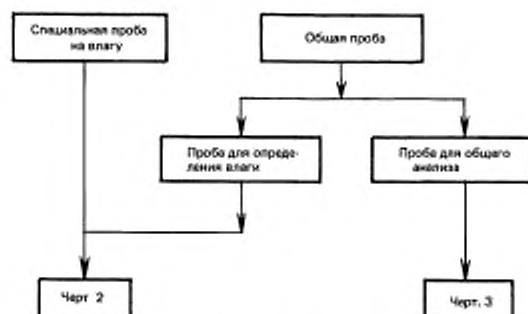 Специальная проба
на влагу
Общая проба
Проба для опреде-
ления влаги
Проба для общего
анализа
Черт 2
Черт. 3